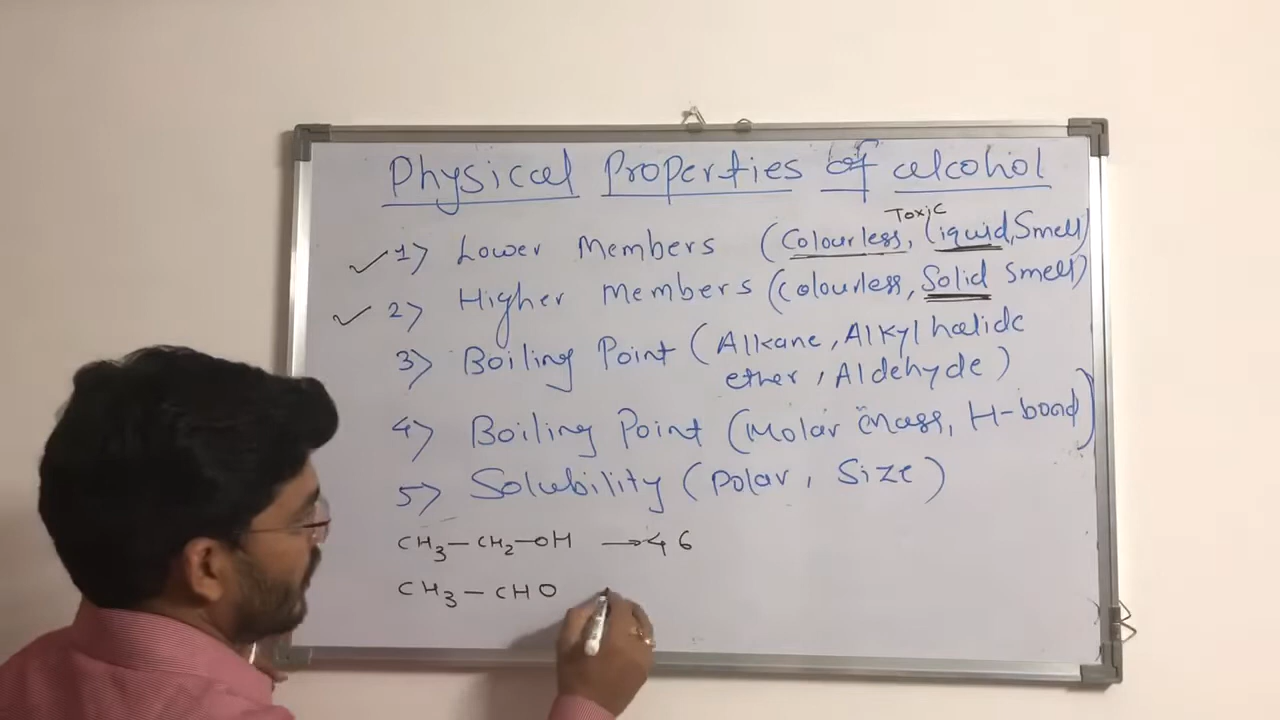 Physical Properties of alcohol
Toxic
1) Lower Members (Colourless, Liquid, Smell)
2) Higher Members (Colourless, Solid Smell)
3) Boiling Point (Alkane, Alkyl halide
ether, Aldehyde)
4) Boiling Point (Molar Mass, H-bond)
5) Solubility (Polar, Size)
CH₃—CH₂—OH → 46
CH₃—CHO